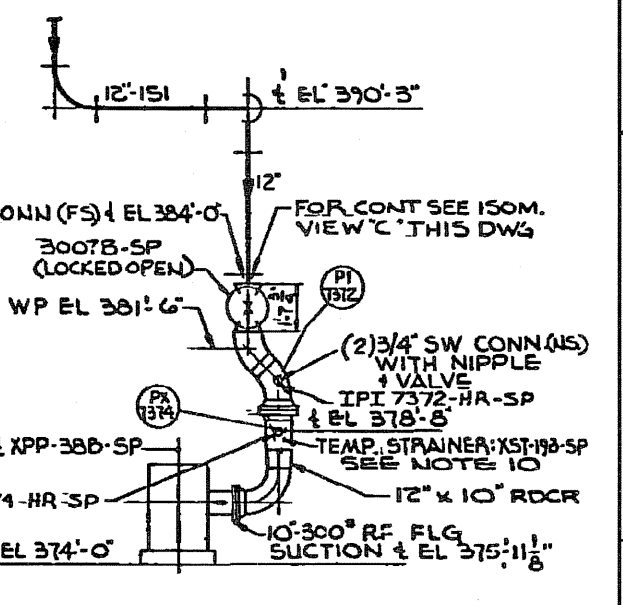 12"-151
℄ EL 390'-3"
12"
ONN (FS) ℄ EL 384'-0"
FOR CONT SEE ISOM.
VIEW "C" THIS DWG
3007B-SP
(LOCKED OPEN)
PI
7372
WP EL 381'-6"
(2) 3/4" SW CONN (NS)
WITH NIPPLE
& VALVE
IPI 7372-HR-SP
PX
7374
℄ EL 378'-8"
XPP-38B-SP
TEMP. STRAINER: XST-193-SP
SEE NOTE 10
4-HR-SP
12" x 10" RDCR
10"-300# RF FLG
SUCTION ℄ EL 375'-11 1/8"
EL 374'-0"